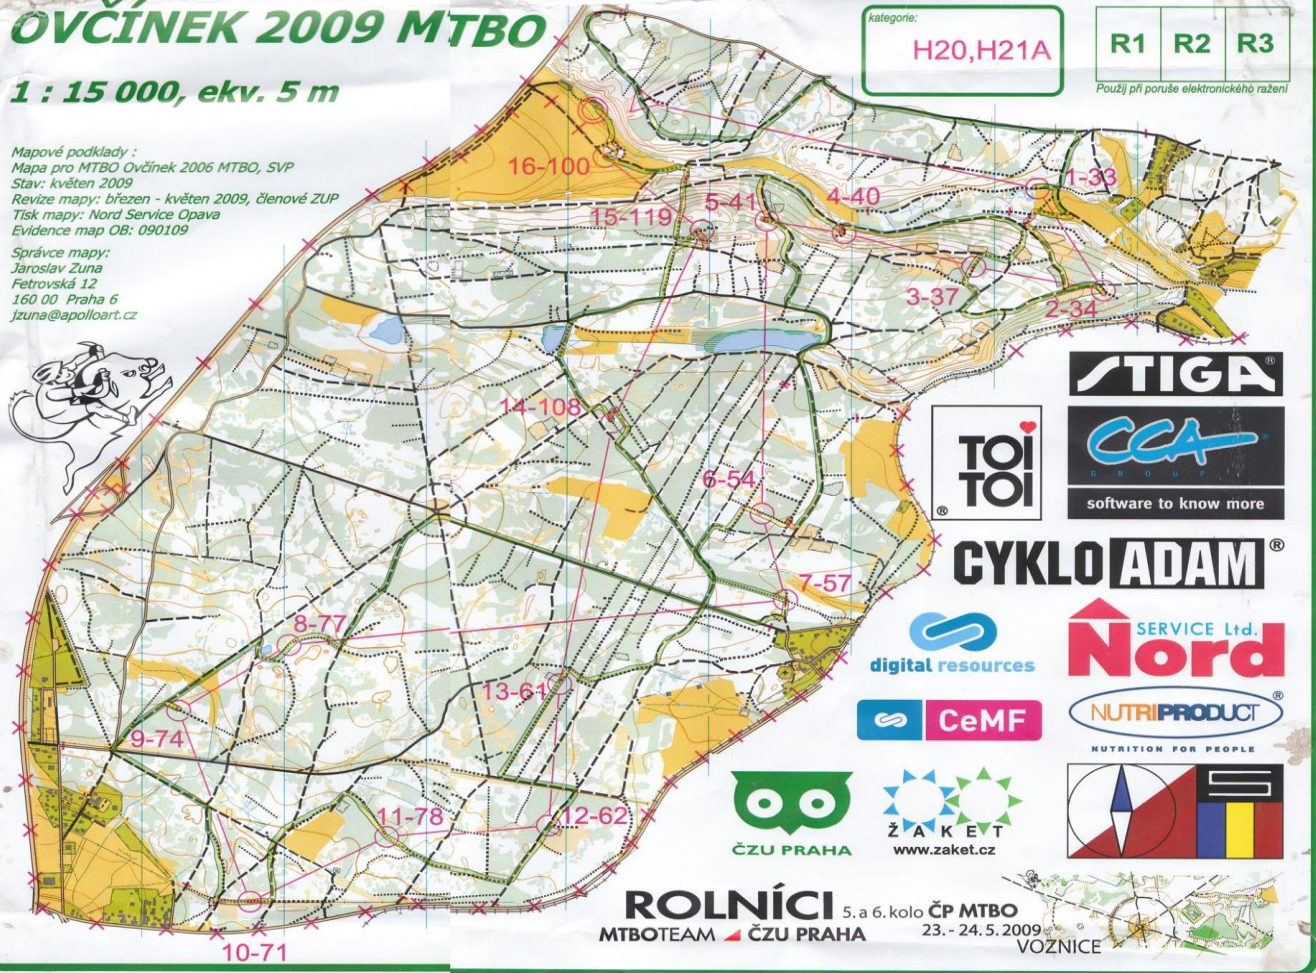 OVČÍNEK 2009 MTBO
1 : 15 000, ekv. 5 m
kategorie:
H20,H21A
R1 R2 R3
Použij při poruše elektronického ražení
Mapové podklady :
Mapa pro MTBO Ovčínek 2006 MTBO, SVP
Stav: květen 2009
Revize mapy: březen - květen 2009, členové ZUP
Tisk mapy: Nord Service Opava
Evidence map OB: 090109
Správce mapy:
Jaroslav Zuna
Fetrovská 12
160 00 Praha 6
jzuna@apolloart.cz
16-100
1-33
5-41
4-40
15-119
3-37
2-34
14-108
6-54
7-57
8-77
13-61
9-74
11-78
12-62
10-71
STIGA®
TOI
TOI
®
CCA®
GROUP
software to know more
CYKLOADAM®
digital resources
SERVICE Ltd.
Nord
CeMF
NUTRIPRODUCT®
NUTRITION FOR PEOPLE
ČZU PRAHA
ŽAKET
www.zaket.cz
S
ROLNÍCI 5. a 6. kolo ČP MTBO
MTBOTEAM ČZU PRAHA 23. - 24. 5. 2009
VOZNICE